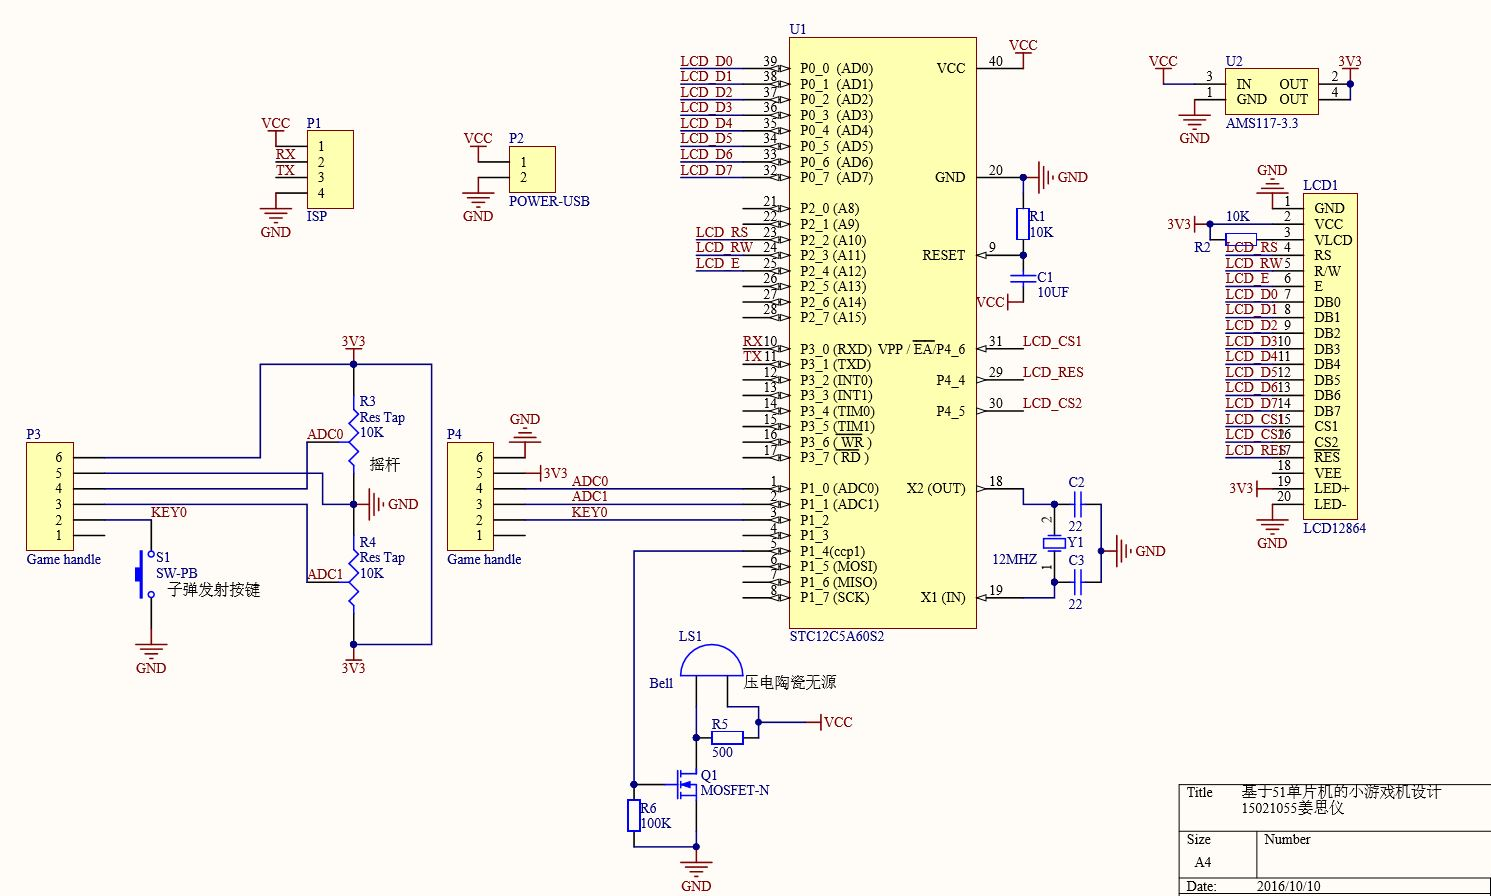 U1
VCC
LCD_D0 39 P0_0 (AD0) VCC 40
LCD_D1 38 P0_1 (AD1)
LCD_D2 37 P0_2 (AD2)
LCD_D3 36 P0_3 (AD3)
LCD_D4 35 P0_4 (AD4)
LCD_D5 34 P0_5 (AD5)
LCD_D6 33 P0_6 (AD6)
LCD_D7 32 P0_7 (AD7) GND 20 GND
21 P2_0 (A8)
22 P2_1 (A9)
LCD_RS 23 P2_2 (A10)
LCD_RW 24 P2_3 (A11) RESET 9
LCD_E 25 P2_4 (A12)
26 P2_5 (A13)
27 P2_6 (A14)
28 P2_7 (A15)
R1
10K
C1
10UF
VCC
RX 10 P3_0 (RXD) VPP / EA/P4_6 31 LCD_CS1
TX 11 P3_1 (TXD)
12 P3_2 (INT0) P4_4 29 LCD_RES
13 P3_3 (INT1)
14 P3_4 (TIM0) P4_5 30 LCD_CS2
15 P3_5 (TIM1)
16 P3_6 ( WR )
17 P3_7 ( RD )
1 P1_0 (ADC0) X2 (OUT) 18
2 P1_1 (ADC1)
3 P1_2
4 P1_3
5 P1_4(ccp1)
6 P1_5 (MOSI)
7 P1_6 (MISO)
8 P1_7 (SCK) X1 (IN) 19
STC12C5A60S2
C2
22
2
Y1
12MHZ
1
C3
22
GND
VCC
U2
3V3
3 IN OUT 2
1 GND OUT 4
AMS117-3.3
GND
VCC
P1
1
RX 2
TX 3
4
ISP
GND
VCC
P2
1
2
POWER-USB
GND
GND
LCD1
1 GND
3V3 10K 2 VCC
R2 3 VLCD
LCD_RS 4 RS
LCD_RW 5 R/W
LCD_E 6 E
LCD_D0 7 DB0
LCD_D1 8 DB1
LCD_D2 9 DB2
LCD_D3 10 DB3
LCD_D4 11 DB4
LCD_D5 12 DB5
LCD_D6 13 DB6
LCD_D7 14 DB7
LCD_CS1 15 CS1
LCD_CS2 16 CS2
LCD_RES 17 RES
18 VEE
3V3 19 LED+
20 LED-
LCD12864
GND
3V3
P3
6
5
4
3
2 KEY0
1
Game handle
ADC0
R3
Res Tap
10K
摇杆
GND
R4
Res Tap
10K
ADC1
3V3
S1
SW-PB
子弹发射按键
GND
GND
P4
6
5 3V3
4 ADC0
3 ADC1
2 KEY0
1
Game handle
LS1
Bell
压电陶瓷无源
R5
500
VCC
Q1
MOSFET-N
R6
100K
GND
Title 基于51单片机的小游戏机设计
15021055姜思仪
Size Number
A4
Date: 2016/10/10